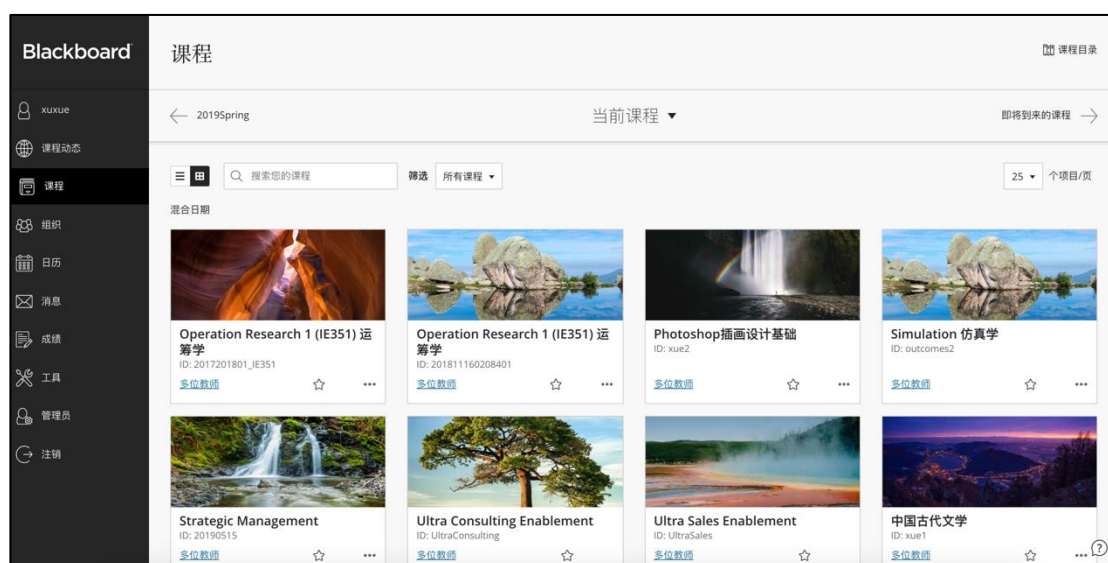 Blackboard
课程
课程目录
xuxue
课程动态
课程
组织
日历
消息
成绩
工具
管理员
注销
2019Spring
当前课程
即将到来的课程
搜索您的课程
筛选 所有课程
25 个项目/页
混合日期
Operation Research 1 (IE351) 运
筹学
ID: 2017201801_IE351
多位教师
Operation Research 1 (IE351) 运
筹学
ID: 201811160208401
多位教师
Photoshop插画设计基础
ID: xue2
多位教师
Simulation 仿真学
ID: outcomes2
多位教师
Strategic Management
ID: 20190515
多位教师
Ultra Consulting Enablement
ID: UltraConsulting
多位教师
Ultra Sales Enablement
ID: UltraSales
多位教师
中国古代文学
ID: xue1
多位教师